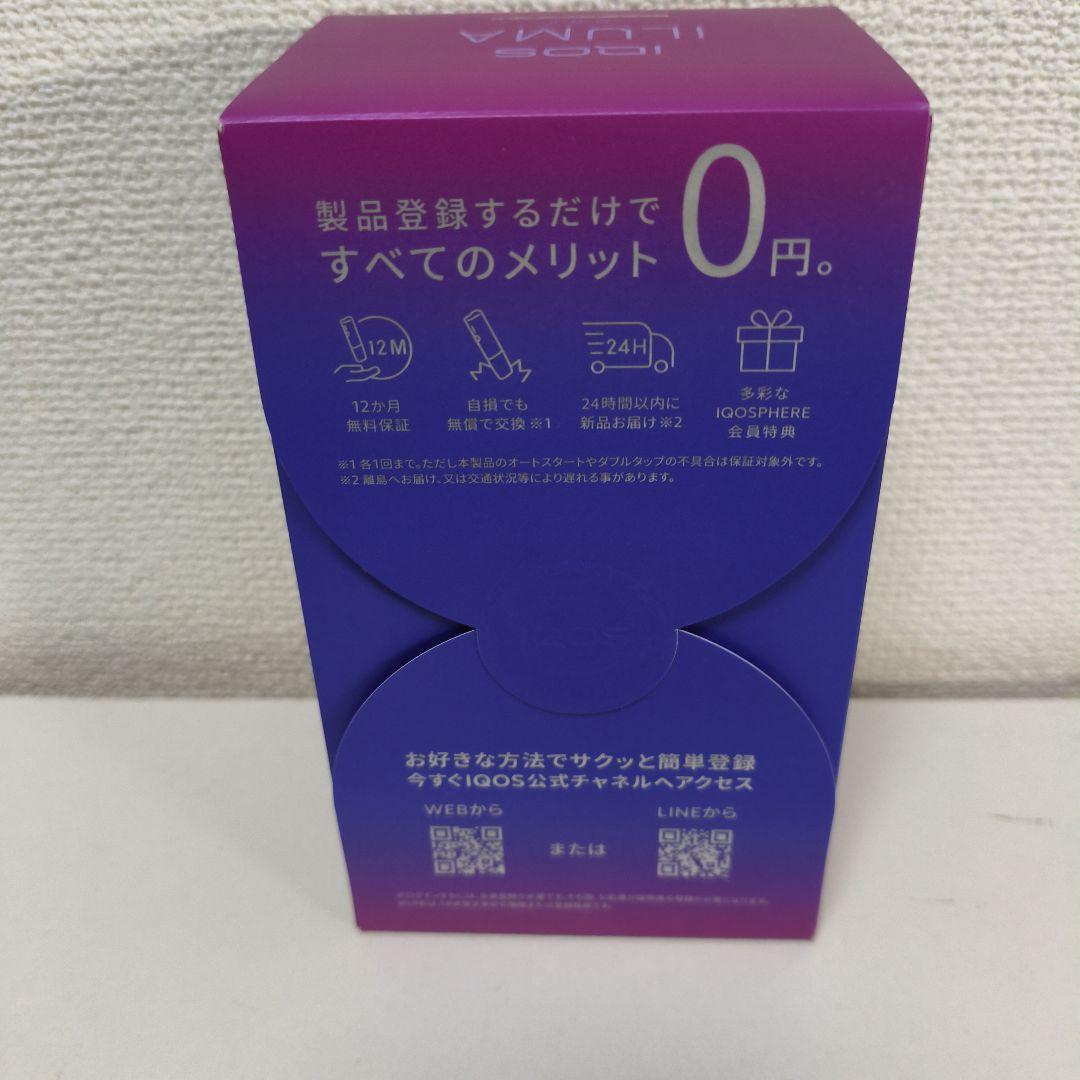 IQOS
ILUMA
製品登録するだけで
すべてのメリット 0円。
12M
24H
12か月
無料保証
自損でも
無償で交換※1
24時間以内に
新品お届け※2
多彩な
IQOSPHERE
会員特典
※1 各1回まで。ただし本製品のオートスタートやダブルタップの不具合は保証対象外です。
※2 離島へお届け、又は交通状況等により遅れる事があります。
IQOS
お好きな方法でサクッと簡単登録
今すぐIQOS公式チャネルへアクセス
WEBから
または
LINEから